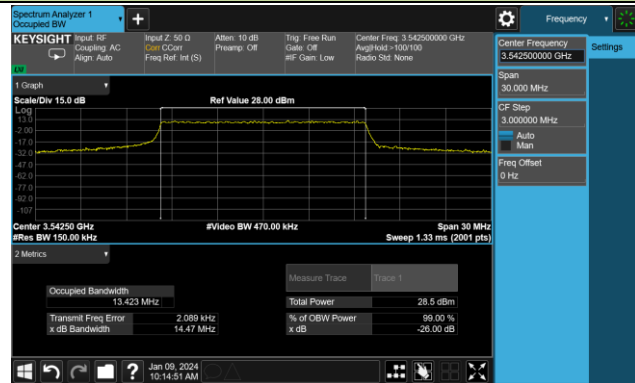 Spectrum Analyzer 1
Occupied BW
Frequency
KEYSIGHT
Input: RF
Coupling: AC
Align: Auto
Input Z: 50 Ω
Corr CCorr
Freq Ref: Int (S)
Atten: 10 dB
Preamp: Off
Trig: Free Run
Gate: Off
#IF Gain: Low
Center Freq: 3.542500000 GHz
Avg|Hold:>100/100
Radio Std: None
Center Frequency
3.542500000 GHz
Settings
Span
30.000 MHz
CF Step
3.000000 MHz
Auto
Man
Freq Offset
0 Hz
1 Graph
Scale/Div 15.0 dB
Ref Value 28.00 dBm
Log
13.0
-2.00
-17.0
-32.0
-47.0
-62.0
-77.0
-92.0
-107
Center 3.54250 GHz
#Video BW 470.00 kHz
Span 30 MHz
#Res BW 150.00 kHz
Sweep 1.33 ms (2001 pts)
2 Metrics
Measure Trace
Trace 1
Occupied Bandwidth
13.423 MHz
Total Power
28.5 dBm
Transmit Freq Error
2.089 kHz
% of OBW Power
99.00 %
x dB Bandwidth
14.47 MHz
x dB
-26.00 dB
?
Jan 09, 2024
10:14:51 AM